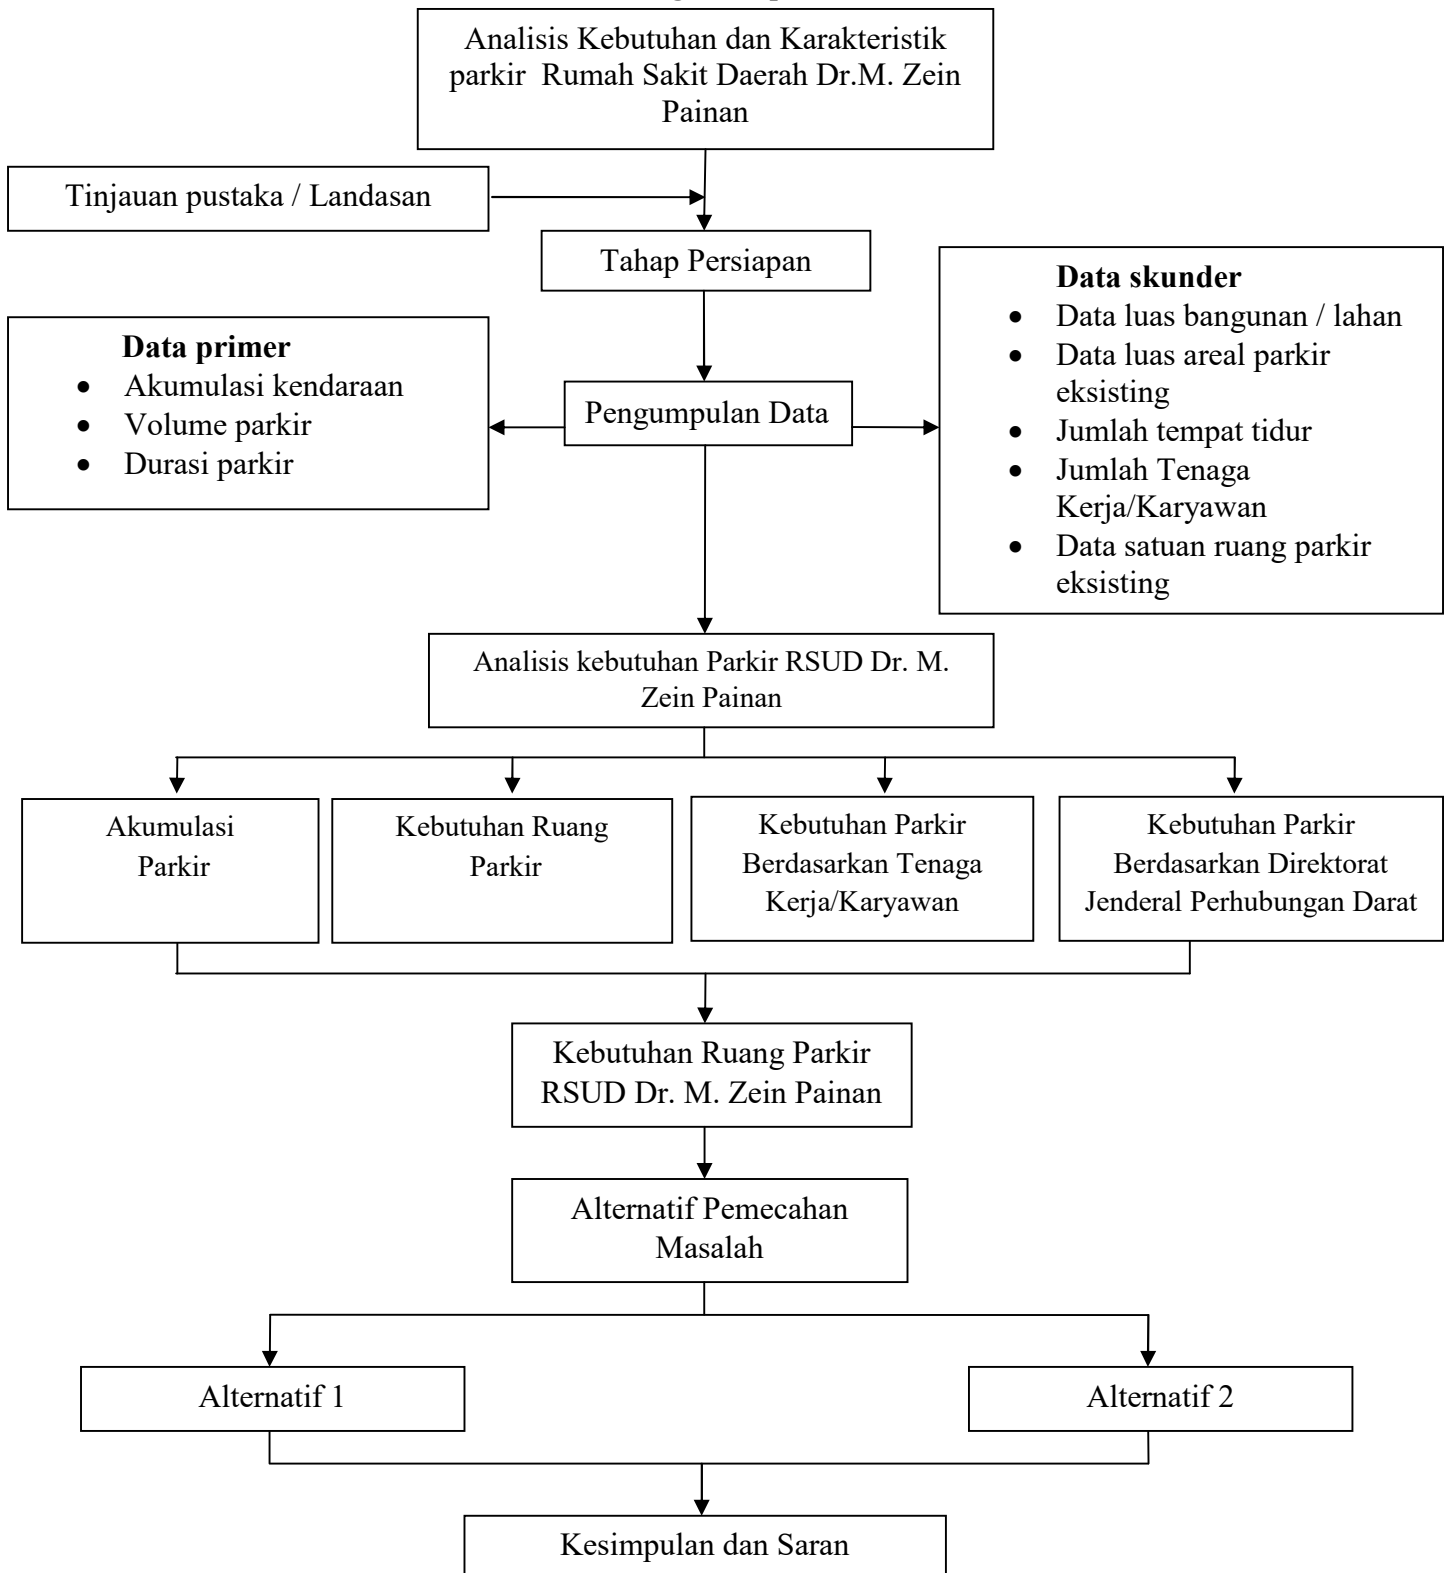 Analisis Kebutuhan dan Karakteristik
parkir Rumah Sakit Daerah Dr.M. Zein
Painan
Tinjauan pustaka / Landasan
Tahap Persiapan
Data primer
• Akumulasi kendaraan
• Volume parkir
• Durasi parkir
Pengumpulan Data
Data skunder
• Data luas bangunan / lahan
• Data luas areal parkir
eksisting
• Jumlah tempat tidur
• Jumlah Tenaga
Kerja/Karyawan
• Data satuan ruang parkir
eksisting
Analisis kebutuhan Parkir RSUD Dr. M.
Zein Painan
Akumulasi
Parkir
Kebutuhan Ruang
Parkir
Kebutuhan Parkir
Berdasarkan Tenaga
Kerja/Karyawan
Kebutuhan Parkir
Berdasarkan Direktorat
Jenderal Perhubungan Darat
Kebutuhan Ruang Parkir
RSUD Dr. M. Zein Painan
Alternatif Pemecahan
Masalah
Alternatif 1
Alternatif 2
Kesimpulan dan Saran